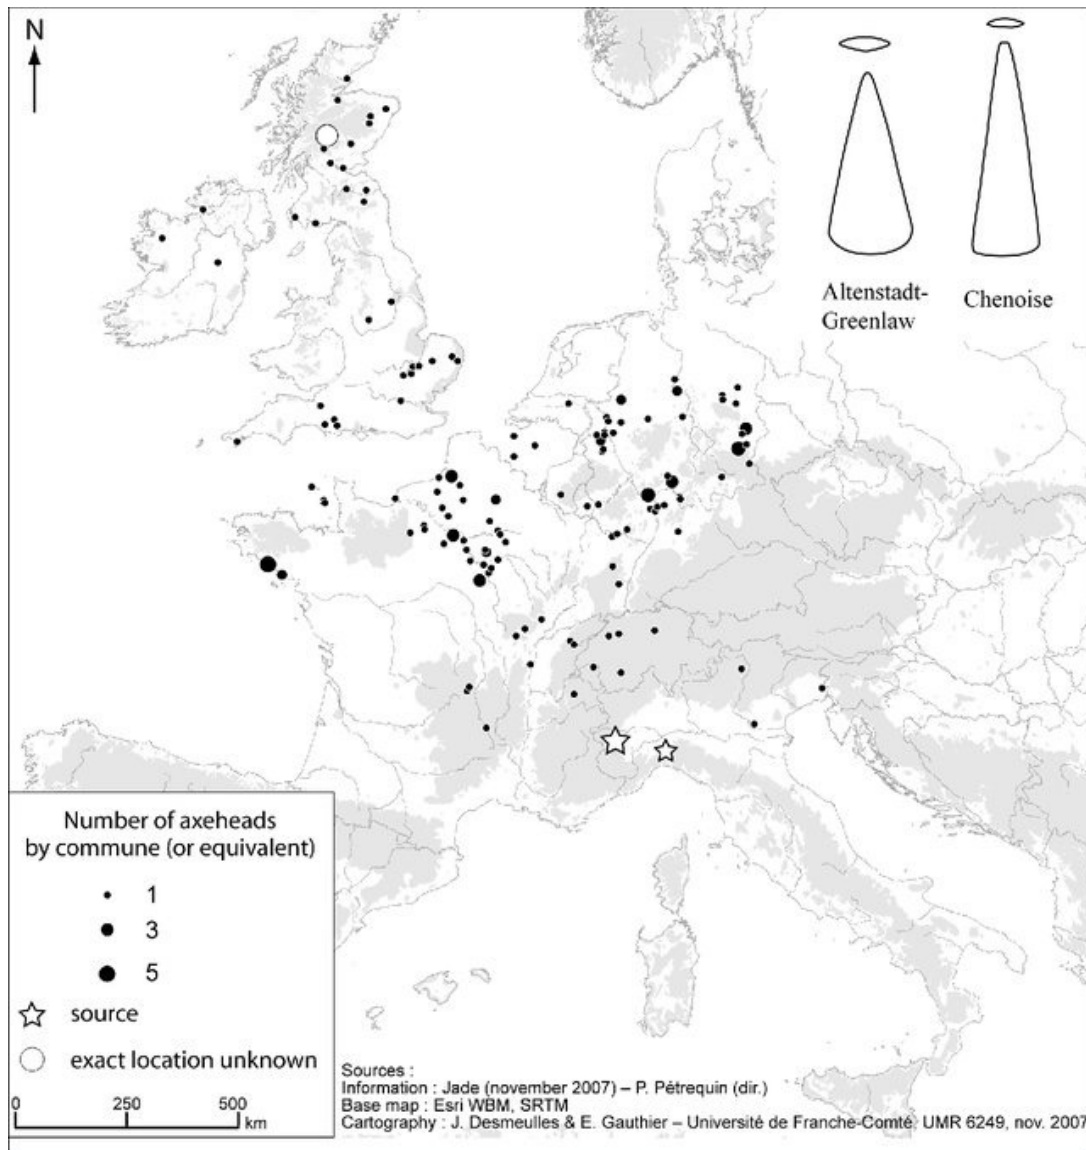 N
Altenstadt-
Greenlaw
Chenoise
Number of axeheads
by commune (or equivalent)
1
3
5
source
exact location unknown
0 250 500
km
Sources :
Information : Jade (november 2007) – P. Pétrequin (dir.)
Base map : Esri WBM, SRTM
Cartography : J. Desmeulles & E. Gauthier – Université de Franche-Comté, UMR 6249, nov. 2007